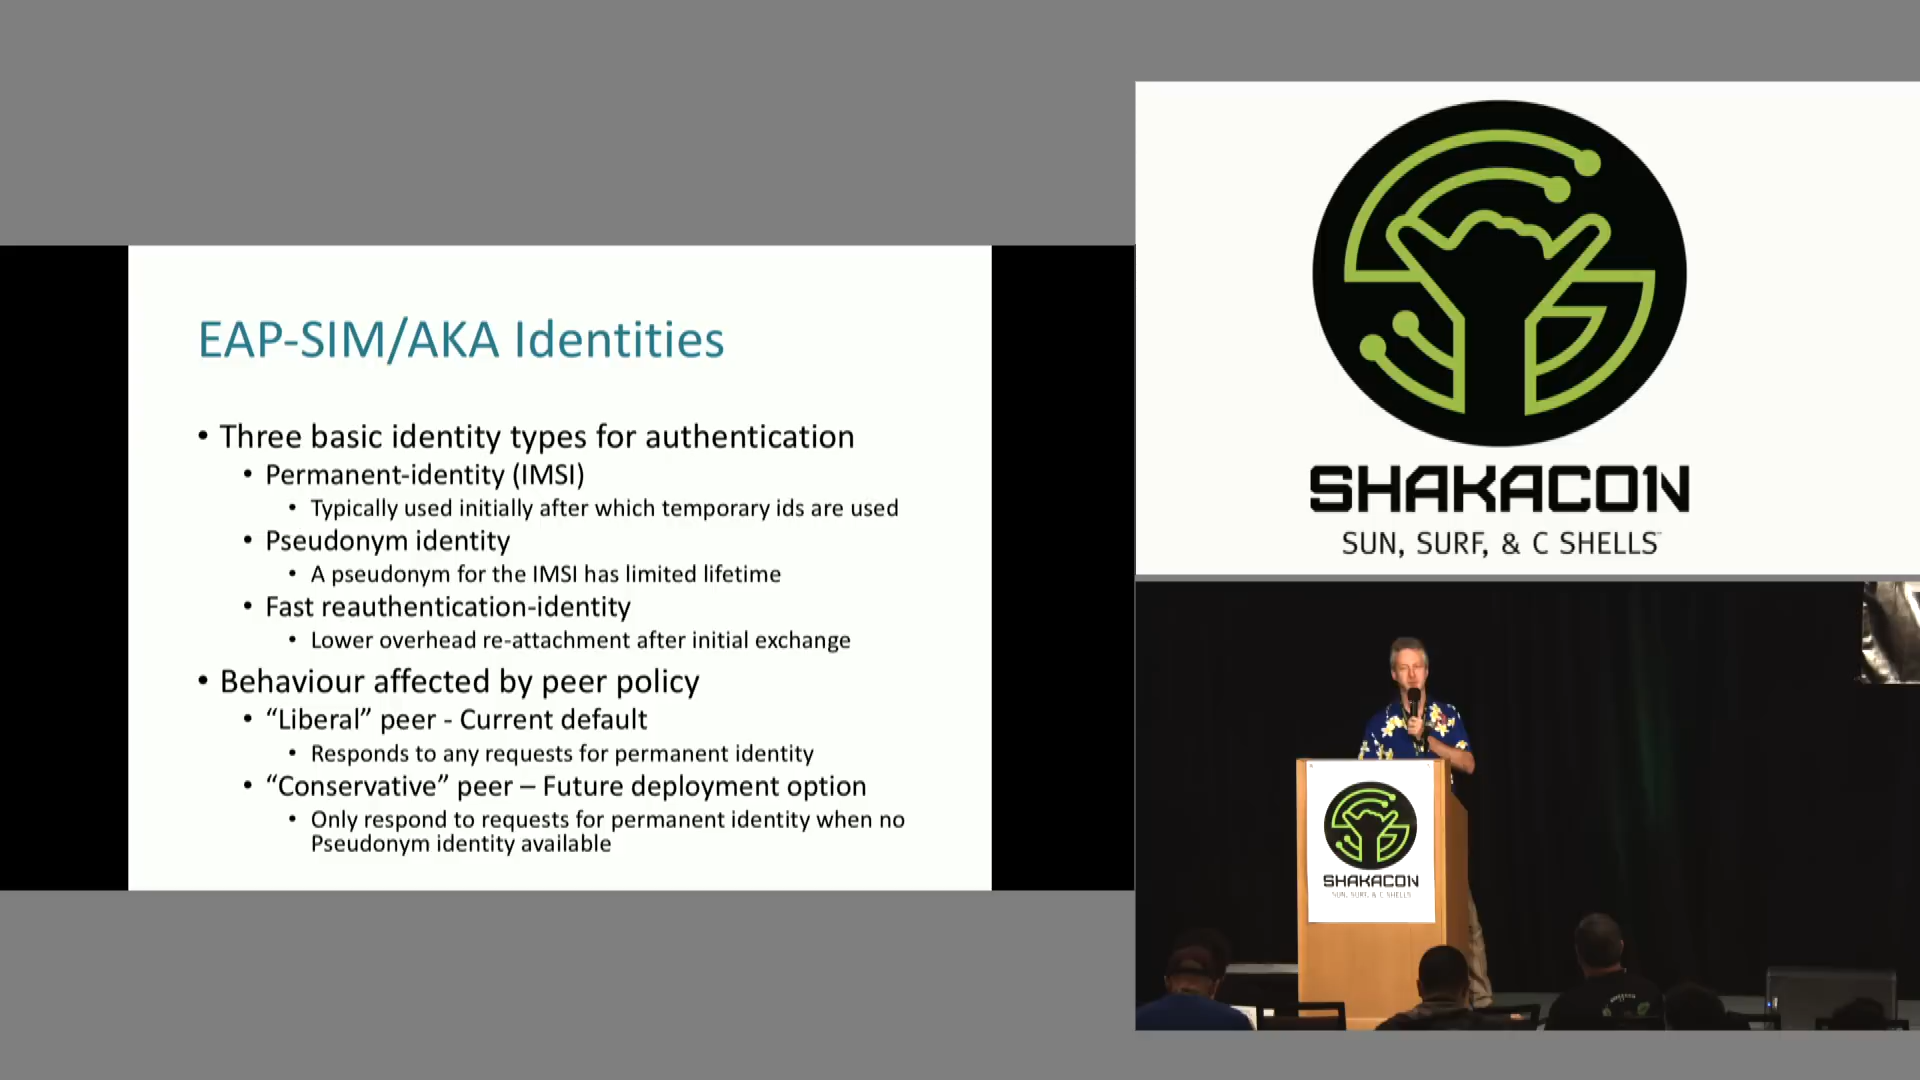 EAP-SIM/AKA Identities
• Three basic identity types for authentication
• Permanent-identity (IMSI)
• Typically used initially after which temporary ids are used
• Pseudonym identity
• A pseudonym for the IMSI has limited lifetime
• Fast reauthentication-identity
• Lower overhead re-attachment after initial exchange
• Behaviour affected by peer policy
• “Liberal” peer - Current default
• Responds to any requests for permanent identity
• “Conservative” peer – Future deployment option
• Only respond to requests for permanent identity when no
Pseudonym identity available
SHAKACON
SUN, SURF, & C SHELLS
SHAKACON
SUN, SURF, & C SHELLS